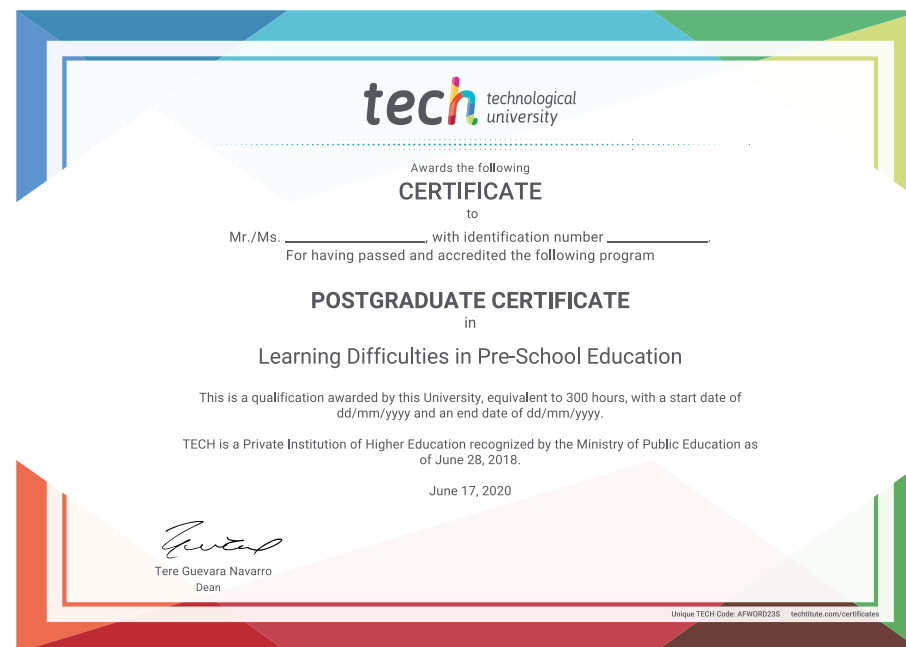 tech technological
university
Awards the following
CERTIFICATE
to
Mr./Ms. ____________________, with identification number ______________.
For having passed and accredited the following program
POSTGRADUATE CERTIFICATE
in
Learning Difficulties in Pre-School Education
This is a qualification awarded by this University, equivalent to 300 hours, with a start date of
dd/mm/yyyy and an end date of dd/mm/yyyy.
TECH is a Private Institution of Higher Education recognized by the Ministry of Public Education as
of June 28, 2018.
June 17, 2020
Tere Guevara Navarro
Dean
Unique TECH Code: AFWORD23S techtitute.com/certificates